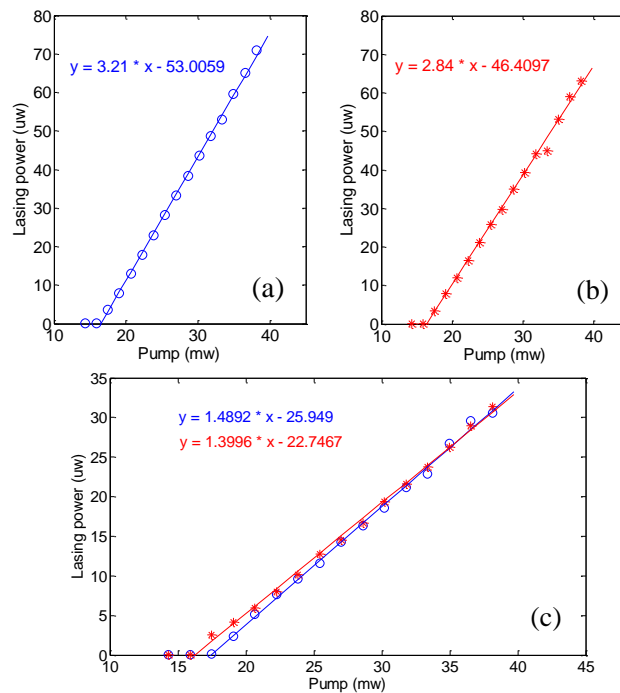 80
70
60
50
40
30
20
10
0
Lasing power (uw)
y = 3.21 * x - 53.0059
(a)
10 20 30 40
Pump (mw)
80
70
60
50
40
30
20
10
0
Lasing power (uw)
y = 2.84 * x - 46.4097
(b)
10 20 30 40
Pump (mw)
35
30
25
20
15
10
5
0
Lasing power (uw)
y = 1.4892 * x - 25.949
y = 1.3996 * x - 22.7467
(c)
10 15 20 25 30 35 40 45
Pump (mw)